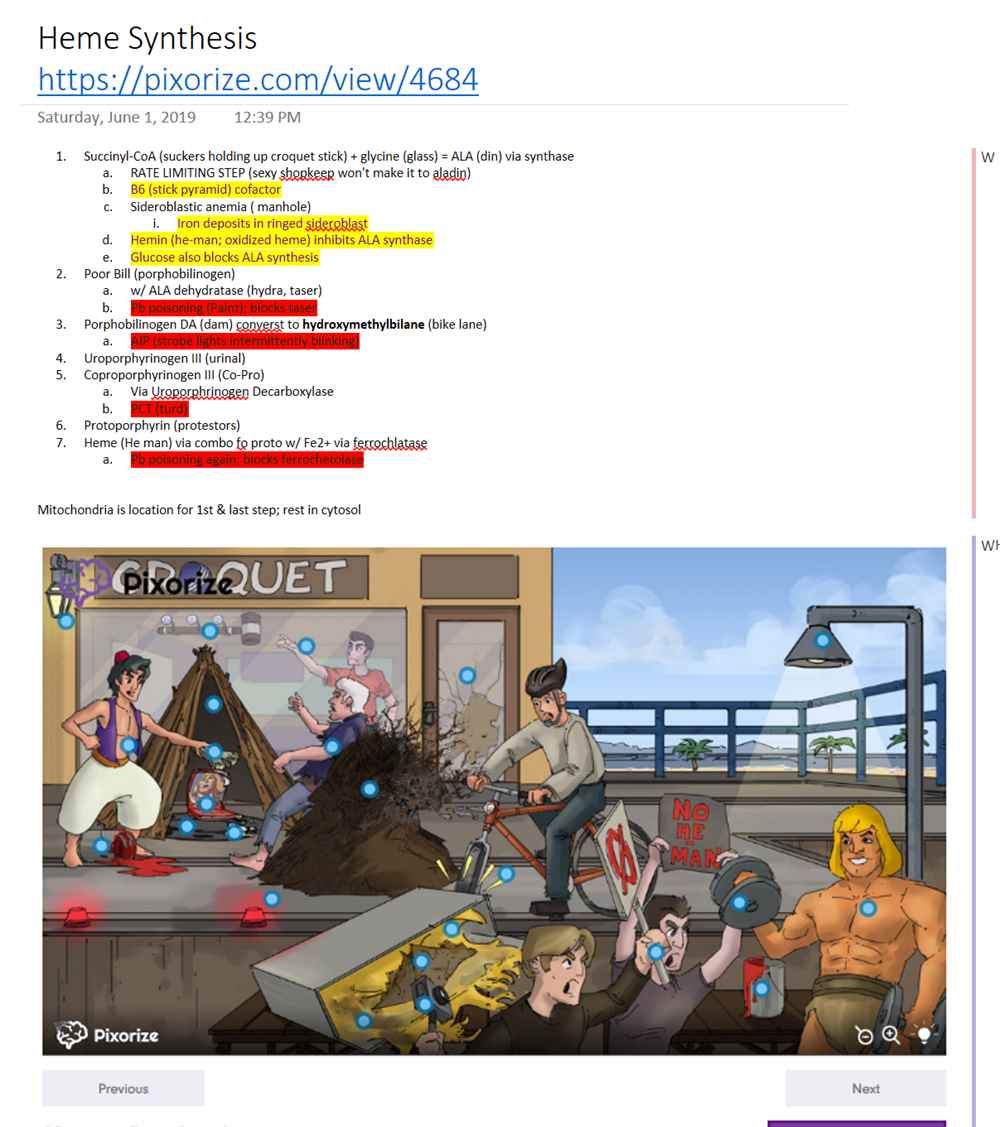 Heme Synthesis
https://pixorize.com/view/4684
Saturday, June 1, 2019 12:39 PM
1. Succinyl-CoA (suckers holding up croquet stick) + glycine (glass) = ALA (din) via synthase
a. RATE LIMITING STEP (sexy shopkeep won't make it to aladin)
b. B6 (stick pyramid) cofactor
c. Sideroblastic anemia ( manhole)
i. Iron deposits in ringed sideroblast
d. Hemin (he-man; oxidized heme) inhibits ALA synthase
e. Glucose also blocks ALA synthesis
2. Poor Bill (porphobilinogen)
a. w/ ALA dehydratase (hydra, taser)
b. Pb poisoning (Paint); blocks taser
3. Porphobilinogen DA (dam) converst to hydroxymethylbilane (bike lane)
a. AIP (strobe lights intermittently blinking)
4. Uroporphyrinogen III (urinal)
5. Coproporphyrinogen III (Co-Pro)
a. Via Uroporphrinogen Decarboxylase
b. PCT (turd)
6. Protoporphyrin (protestors)
7. Heme (He man) via combo fo proto w/ Fe2+ via ferrochlatase
a. Pb poisoning again; blocks ferrochetolase
Mitochondria is location for 1st & last step; rest in cytosol
W
Wh
CROQUET
Pixorize
NO
HE
MAN
Pixorize
Previous
Next